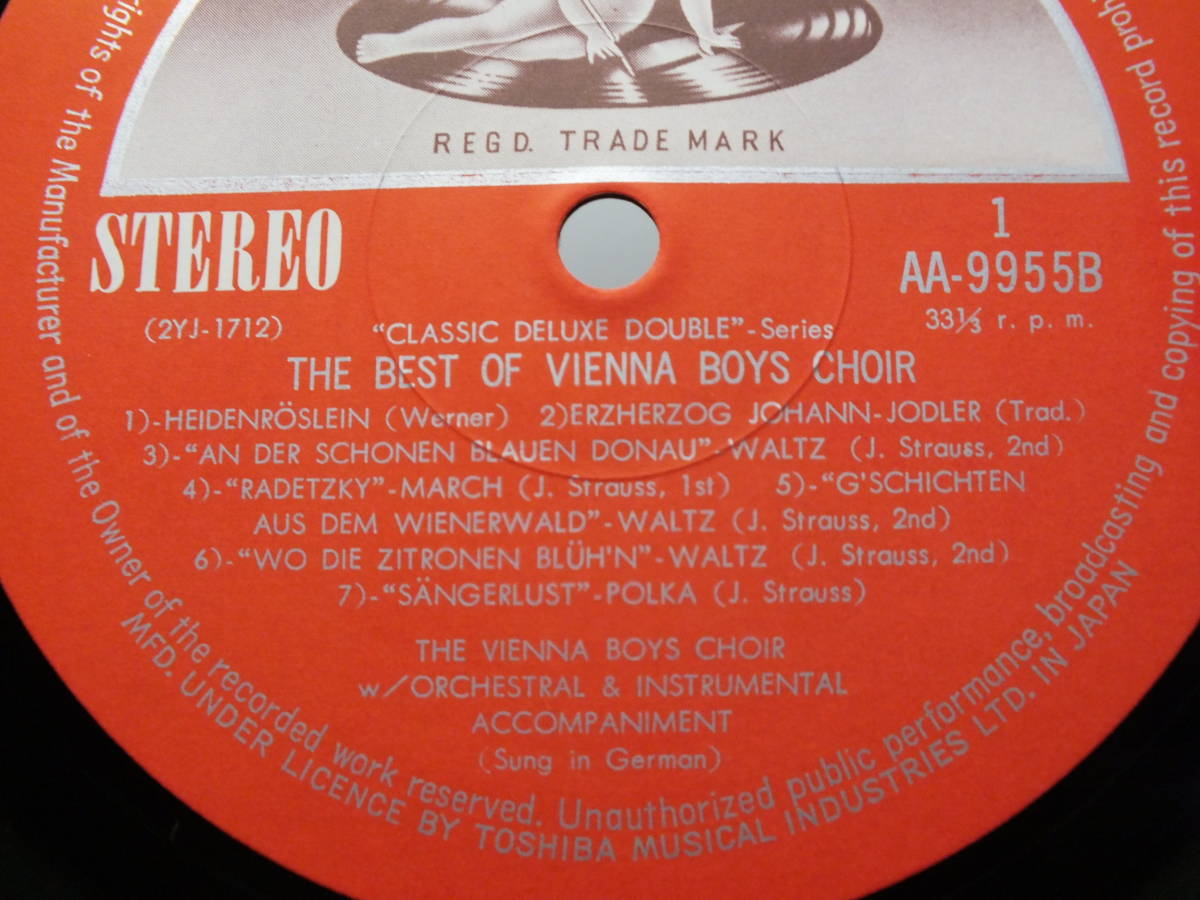 REGD. TRADE MARK
STEREO
1
AA-9955B
(2YJ-1712)
33⅓ r. p. m.
“CLASSIC DELUXE DOUBLE”-Series
THE BEST OF VIENNA BOYS CHOIR
1)-HEIDENRÖSLEIN (Werner) 2)ERZHERZOG JOHANN-JODLER (Trad.)
3)-“AN DER SCHONEN BLAUEN DONAU”-WALTZ (J. Strauss, 2nd)
4)-“RADETZKY”-MARCH (J. Strauss, 1st) 5)-“G'SCHICHTEN
AUS DEM WIENERWALD”-WALTZ (J. Strauss, 2nd)
6)-“WO DIE ZITRONEN BLÜH'N”-WALTZ (J. Strauss, 2nd)
7)-“SÄNGERLUST”-POLKA (J. Strauss)
THE VIENNA BOYS CHOIR
w/ORCHESTRAL & INSTRUMENTAL
ACCOMPANIMENT
(Sung in German)
of the Manufacturer and of the Owner of the recorded work reserved. Unauthorized public performance, broadcasting and copying of this record
MFD. UNDER LICENCE BY TOSHIBA MUSICAL INDUSTRIES LTD. IN JAPAN